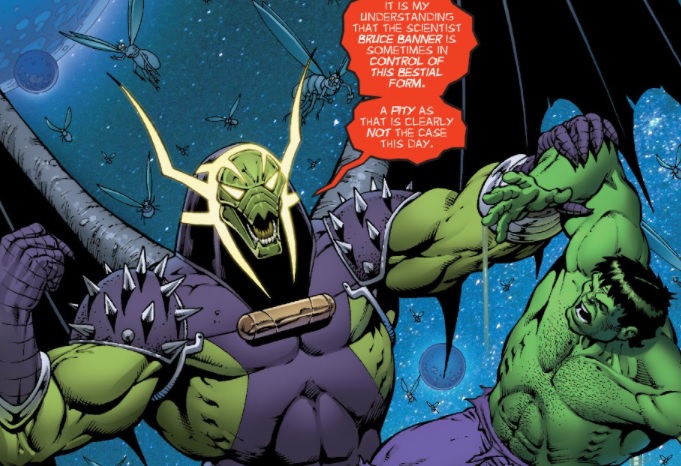 IT IS MY
UNDERSTANDING
THAT THE SCIENTIST
BRUCE BANNER IS
SOMETIMES IN
CONTROL OF
THIS BESTIAL
FORM.
A PITY AS
THAT IS CLEARLY
NOT THE CASE
THIS DAY.